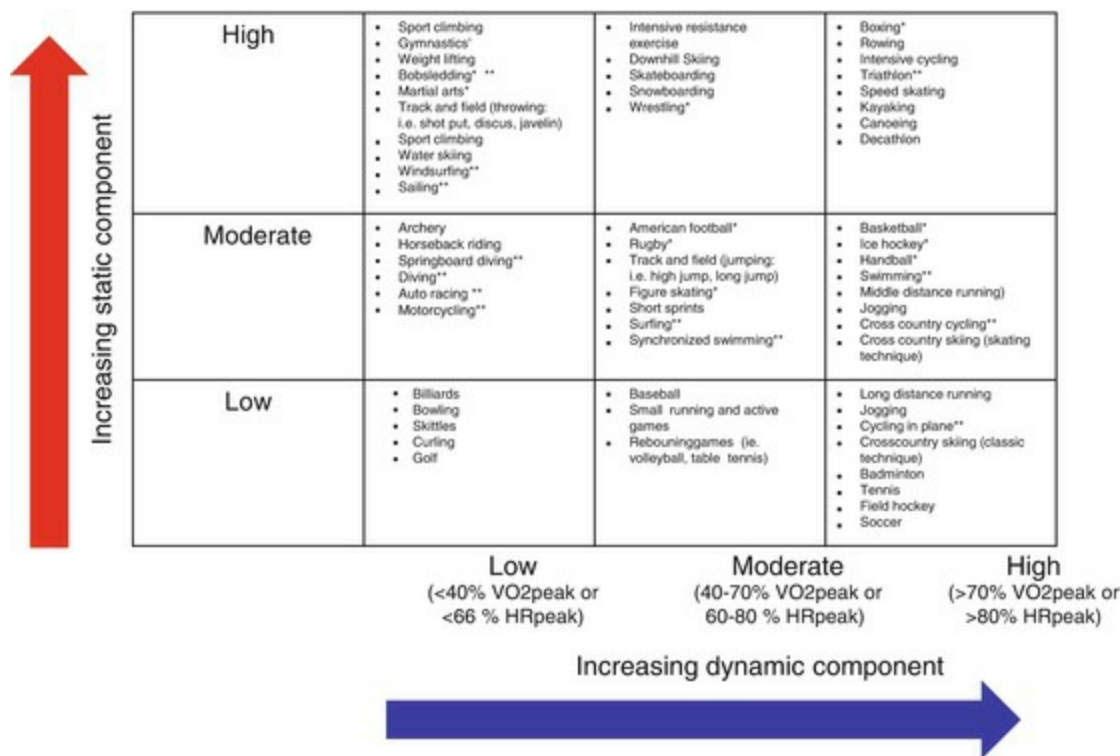 High
• Sport climbing
• Gymnastics*
• Weight lifting
• Bobsledding* **
• Martial arts*
• Track and field (throwing:
i.e. shot put, discus, javelin)
• Sport climbing
• Water skiing
• Windsurfing**
• Sailing**
• Intensive resistance
exercise
• Downhill Skiing
• Skateboarding
• Snowboarding
• Wrestling*
• Boxing*
• Rowing
• Intensive cycling
• Triathlon**
• Speed skating
• Kayaking
• Canoeing
• Decathlon
Moderate
• Archery
• Horseback riding
• Springboard diving**
• Diving**
• Auto racing **
• Motorcycling**
• American football*
• Rugby*
• Track and field (jumping:
i.e. high jump, long jump)
• Figure skating*
• Short sprints
• Surfing**
• Synchronized swimming**
• Basketball*
• Ice hockey*
• Handball*
• Swimming**
• Middle distance running)
• Jogging
• Cross country cycling**
• Cross country skiing (skating
technique)
Low
• Billiards
• Bowling
• Skittles
• Curling
• Golf
• Baseball
• Small running and active
games
• Rebouninggames (ie.
volleyball, table tennis)
• Long distance running
• Jogging
• Cycling in plane**
• Crosscountry skiing (classic
technique)
• Badminton
• Tennis
• Field hockey
• Soccer
Increasing static component
Low
(<40% VO2peak or
<66 % HRpeak)
Moderate
(40-70% VO2peak or
60-80 % HRpeak)
High
(>70% VO2peak or
>80% HRpeak)
Increasing dynamic component